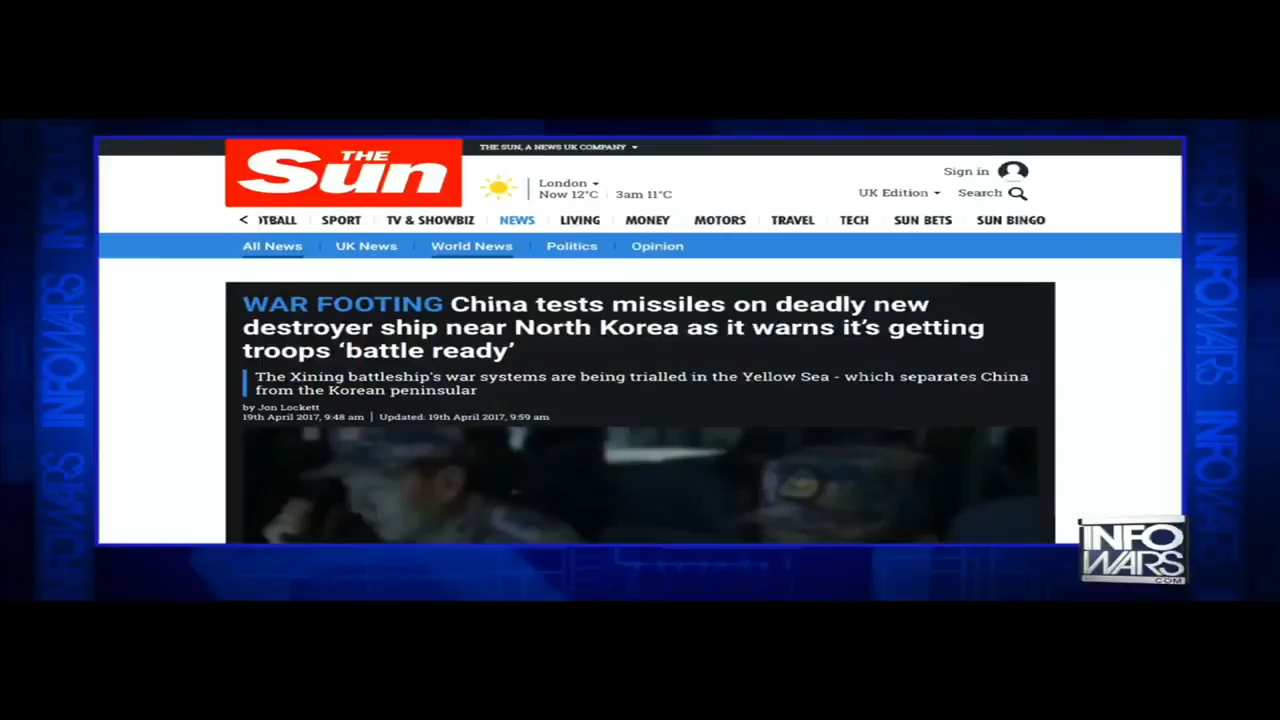 THE SUN, A NEWS UK COMPANY
THE
Sun
London
Now 12°C
3am 11°C
Sign in
UK Edition
Search
< OTBALL SPORT TV & SHOWBIZ NEWS LIVING MONEY MOTORS TRAVEL TECH SUN BETS SUN BINGO
All News UK News World News Politics Opinion
WAR FOOTING China tests missiles on deadly new
destroyer ship near North Korea as it warns it's getting
troops 'battle ready'
The Xining battleship's war systems are being trialled in the Yellow Sea - which separates China
from the Korean peninsular
by Jon Lockett
19th April 2017, 9:48 am | Updated: 19th April 2017, 9:59 am
INFOWARS
INFOWARS
INFOWARS
INFOWARS
INFO
WARS
.COM